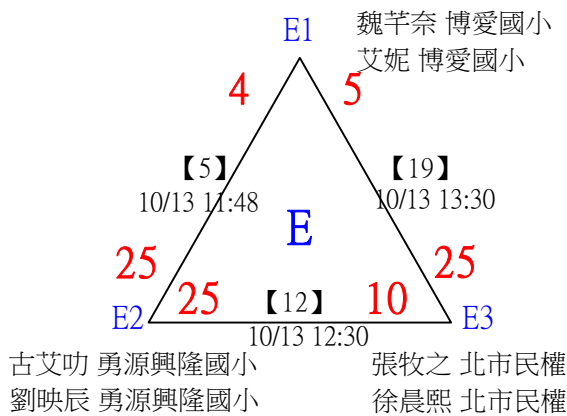 E1
魏芊奈 博愛國小
艾妮 博愛國小
4
5
【5】
10/13 11:48
【19】
10/13 13:30
E
25
25
E2
25
【12】
10
10/13 12:30
E3
古艾叻 勇源興隆國小
劉映辰 勇源興隆國小
張牧之 北市民權
徐晨熙 北市民權